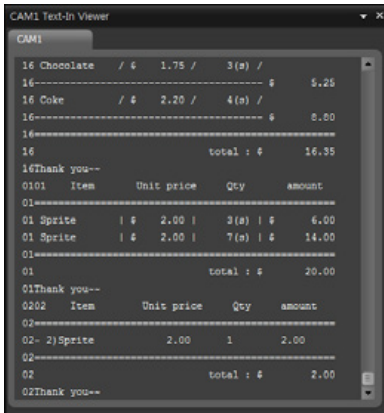 CAM1 Text-In Viewer
CAM1
16 Chocolate / $ 1.75 / 3(s) /
16---------------------------------------- $ 5.25
16 Coke / $ 2.20 / 4(s) /
16---------------------------------------- $ 8.80
16==================================================
16 total : $ 16.35
16Thank you--
0101 Item Unit price Qty amount
01==================================================
01 Sprite | $ 2.00 | 3(s) | $ 6.00
01 Sprite | $ 2.00 | 7(s) | $ 14.00
01==================================================
01 total : $ 20.00
01Thank you--
0202 Item Unit price Qty amount
02==================================================
02- 2)Sprite 2.00 1 2.00
02==================================================
02 total : $ 2.00
02Thank you--